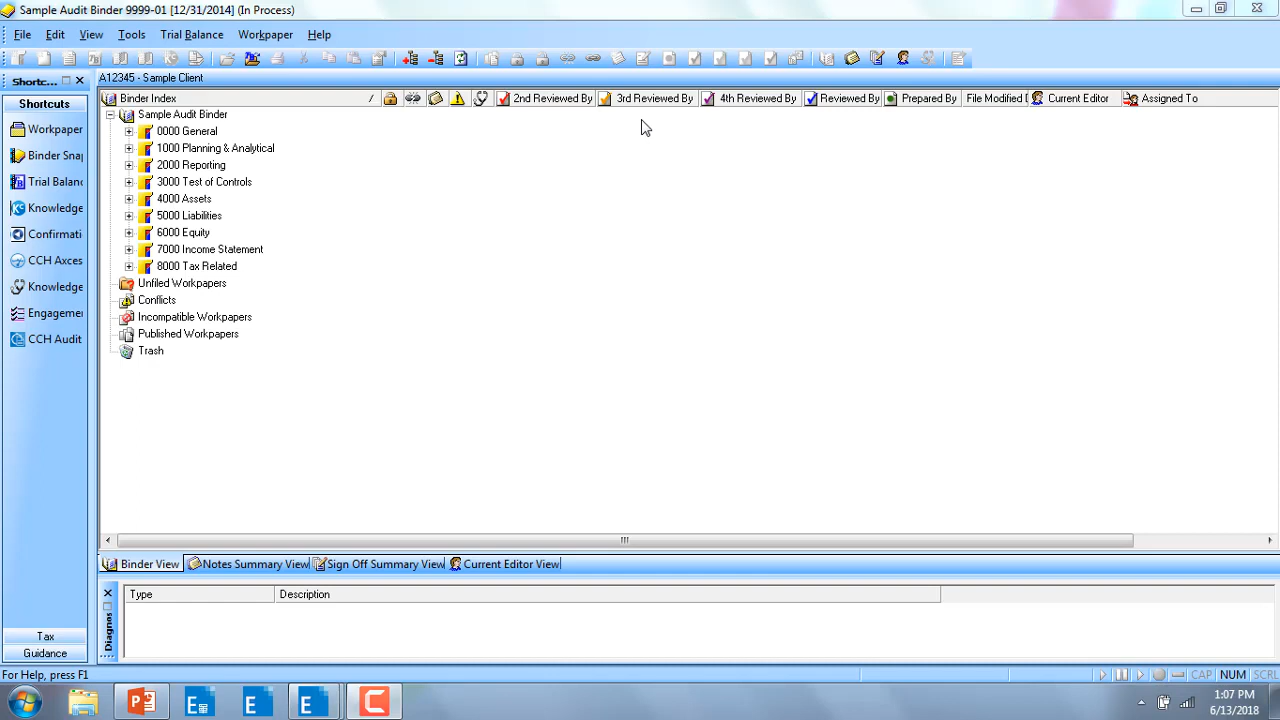 Sample Audit Binder 9999-01 [12/31/2014] (In Process)
File Edit View Tools Trial Balance Workpaper Help
Shortc...
A12345 - Sample Client
Shortcuts
Binder Index / 2nd Reviewed By 3rd Reviewed By 4th Reviewed By Reviewed By Prepared By File Modified D Current Editor Assigned To
Sample Audit Binder
0000 General
1000 Planning & Analytical
2000 Reporting
3000 Test of Controls
4000 Assets
5000 Liabilities
6000 Equity
7000 Income Statement
8000 Tax Related
Unfiled Workpapers
Conflicts
Incompatible Workpapers
Published Workpapers
Trash
Workpaper
Binder Snap
Trial Balanc
Knowledge
Confirmati
CCH Axces
Knowledge
Engagemen
CCH Audit
Tax
Guidance
Binder View Notes Summary View Sign Off Summary View Current Editor View
Diagnos...
Type Description
For Help, press F1
CAP NUM SCRL
1:07 PM
6/13/2018